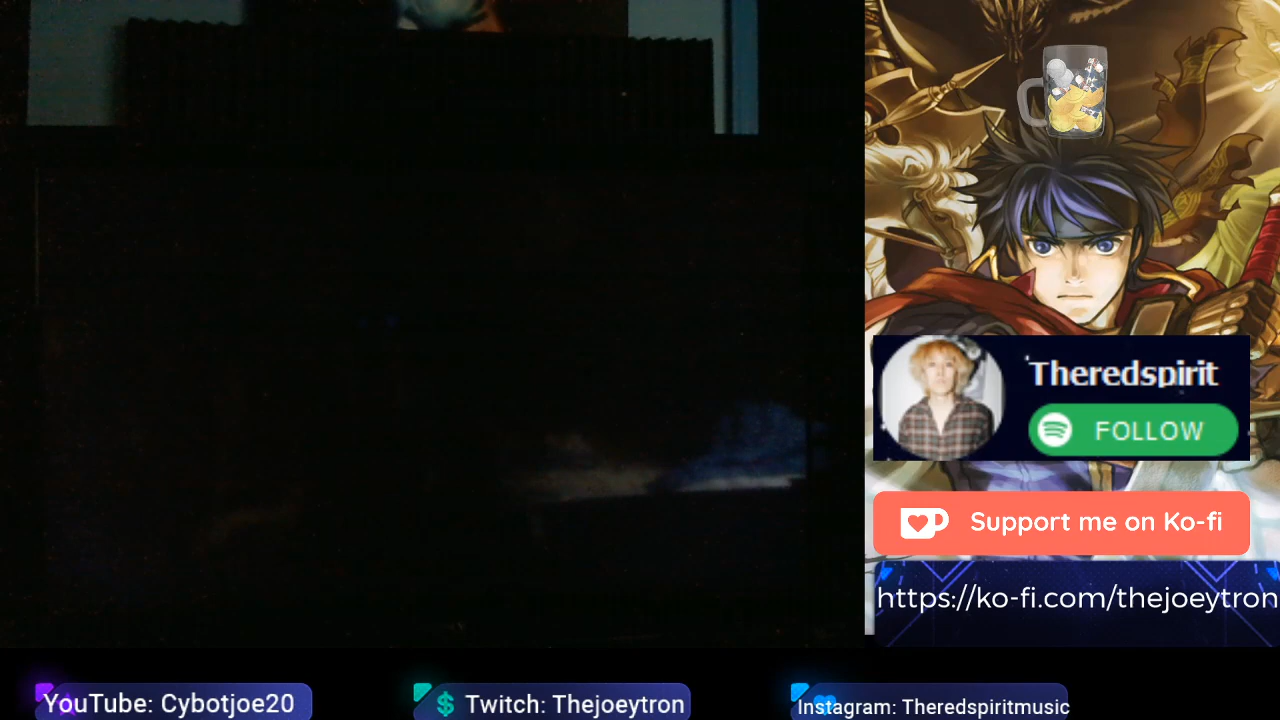 Theredspirit
FOLLOW
Support me on Ko-fi
https://ko-fi.com/thejoeytron
YouTube: Cybotjoe20
$ Twitch: Thejoeytron
Instagram: Theredspiritmusic